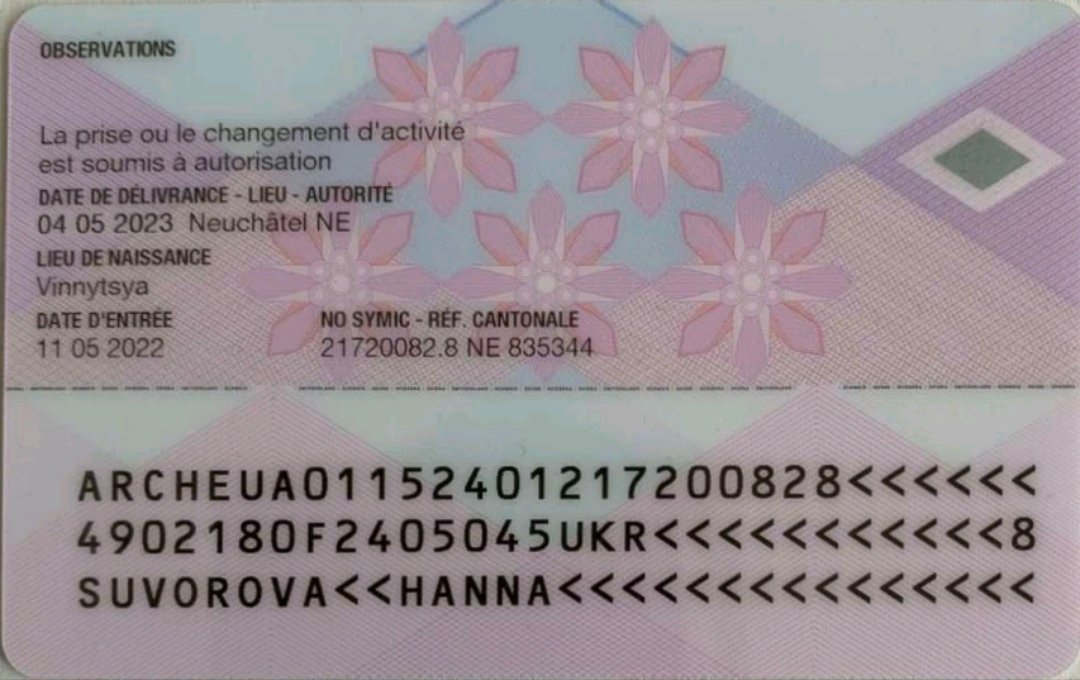 OBSERVATIONS
La prise ou le changement d'activité
est soumis à autorisation
DATE DE DÉLIVRANCE - LIEU - AUTORITÉ
04 05 2023 Neuchâtel NE
LIEU DE NAISSANCE
Vinnytsya
DATE D'ENTRÉE NO SYMIC - RÉF. CANTONALE
11 05 2022 21720082.8 NE 835344
ARCHEUA01152401217200828<<<<<<
4902180F2405045UKR<<<<<<<<<<<8
SUVOROVA<<HANNA<<<<<<<<<<<<<<<